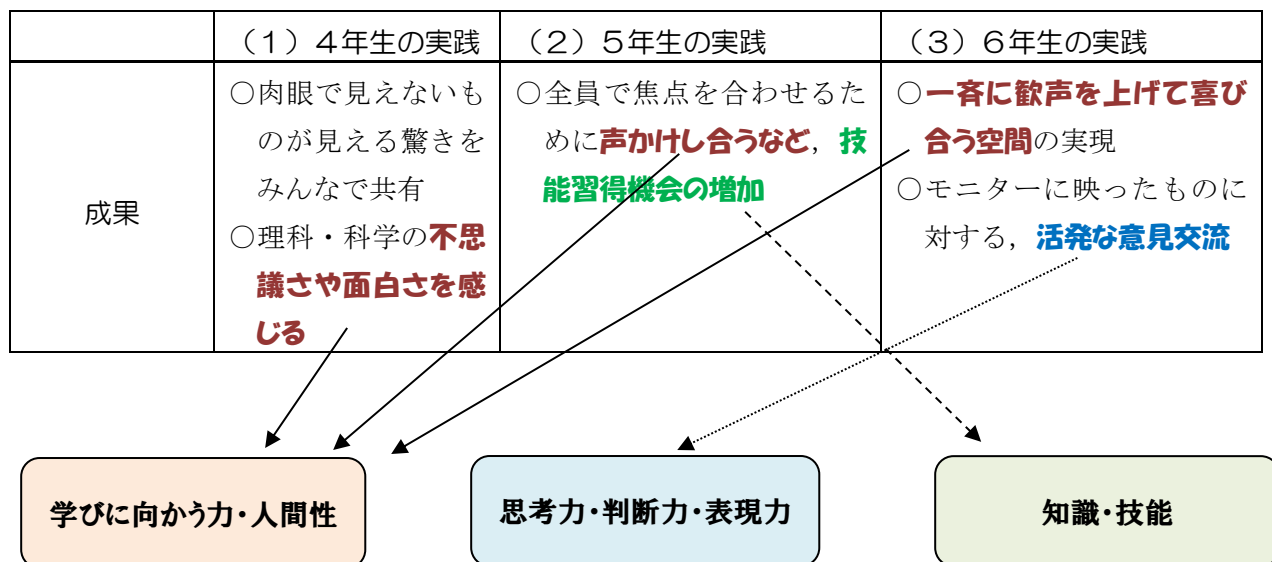 （1）4年生の実践
（2）5年生の実践
（3）6年生の実践
成果
○肉眼で見えないも
のが見える驚きを
みんなで共有
○理科・科学の不思
議さや面白さを感
じる
○全員で焦点を合わせるた
めに声かけし合うなど，技
能習得機会の増加
○一斉に歓声を上げて喜び
合う空間の実現
○モニターに映ったものに
対する，活発な意見交流
学びに向かう力・人間性
思考力・判断力・表現力
知識・技能